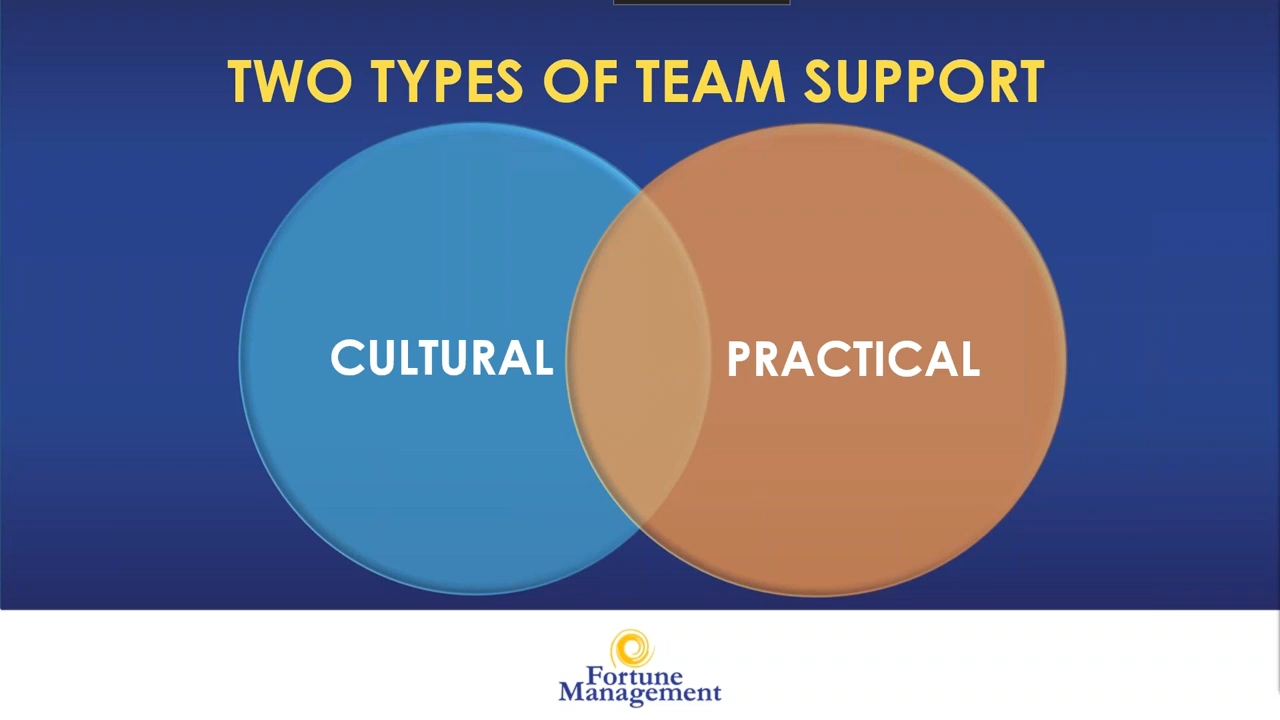 TWO TYPES OF TEAM SUPPORT
CULTURAL
PRACTICAL
Fortune
Management